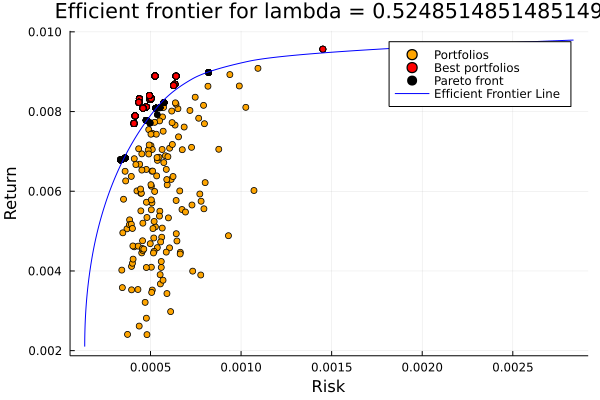 Efficient frontier for lambda = 0.5248514851485149
Portfolios
Best portfolios
Pareto front
Efficient Frontier Line
Return
0.010
0.008
0.006
0.004
0.002
0.0005
0.0010
0.0015
0.0020
0.0025
Risk